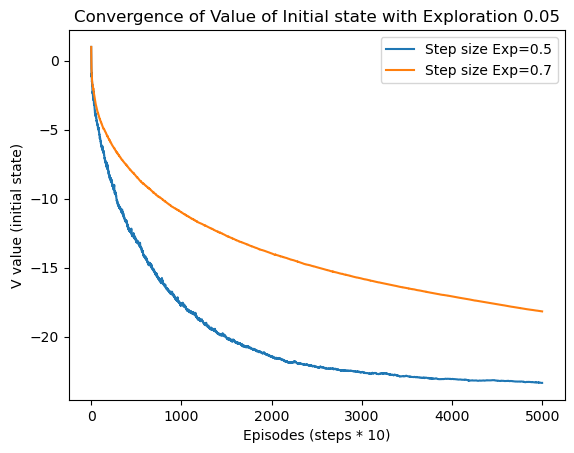 Convergence of Value of Initial state with Exploration 0.05
Step size Exp=0.5
Step size Exp=0.7
V value (initial state)
0
−5
−10
−15
−20
0 1000 2000 3000 4000 5000
Episodes (steps * 10)